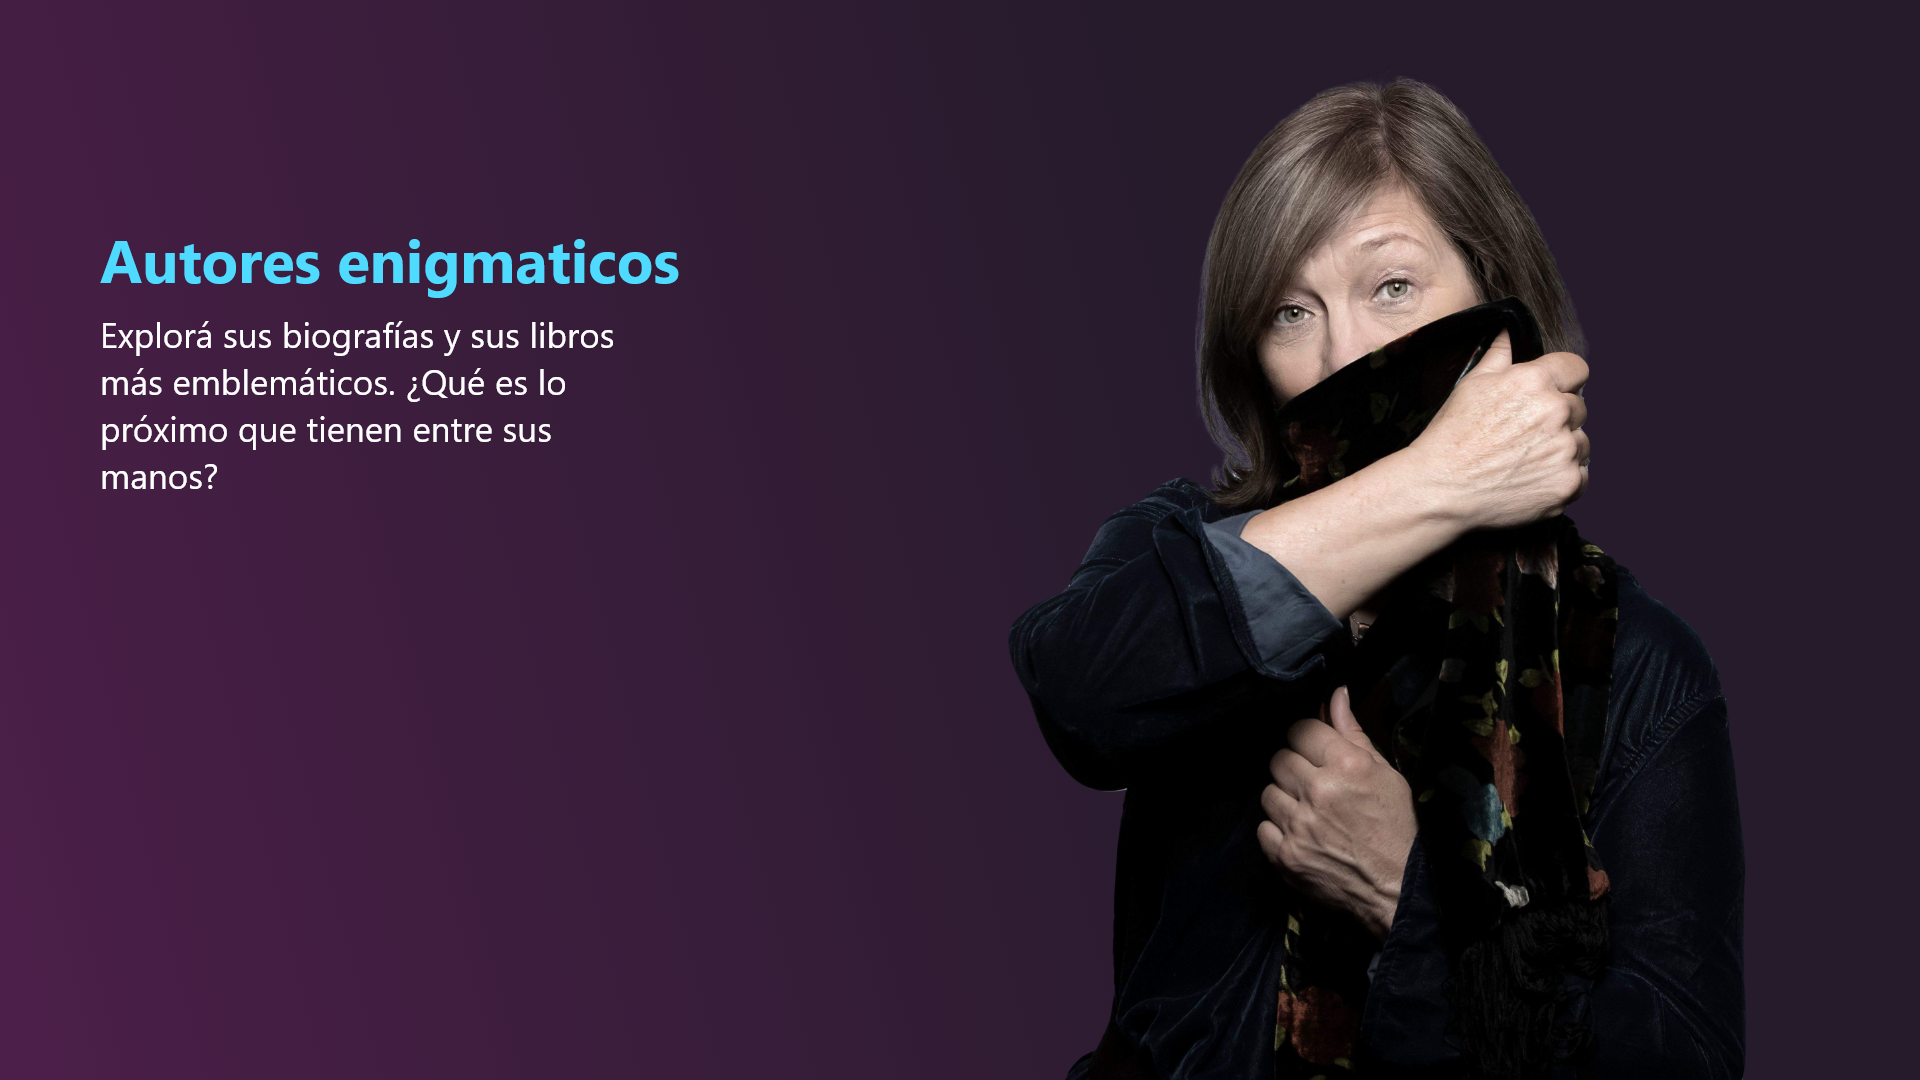 Autores enigmaticos
Explorá sus biografías y sus libros
más emblemáticos. ¿Qué es lo
próximo que tienen entre sus
manos?